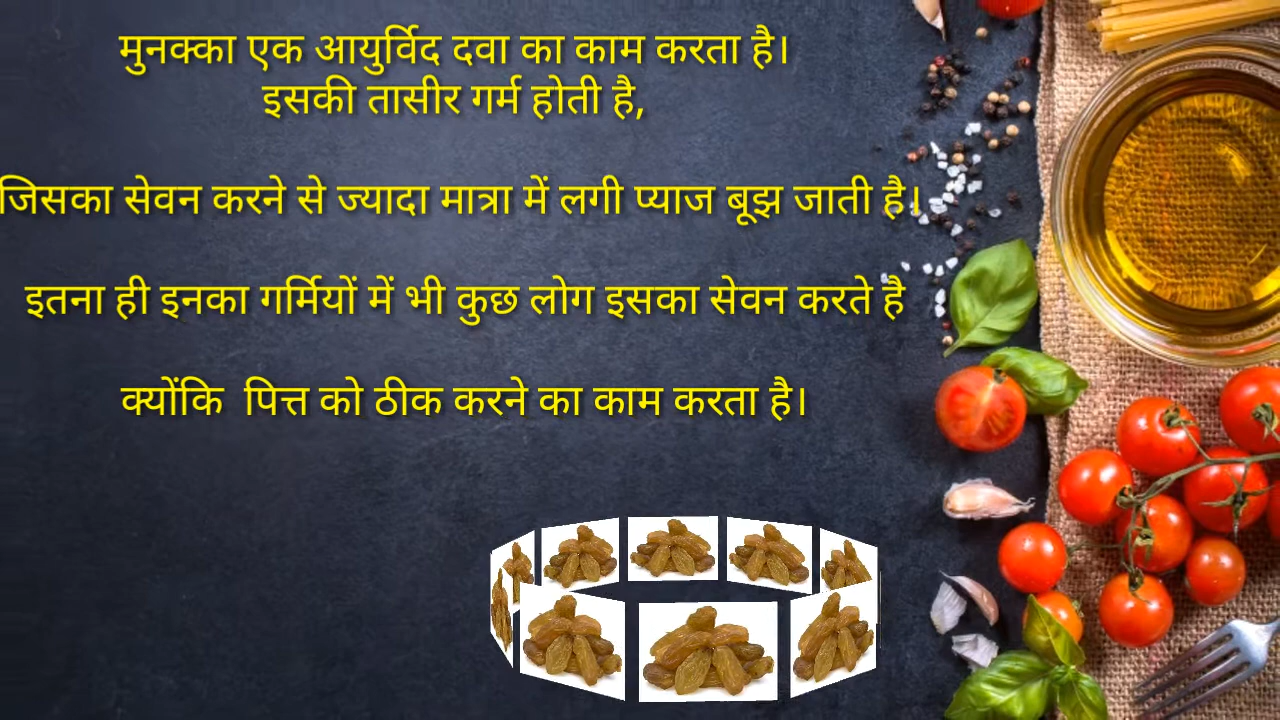 मुनक्का एक आयुर्विद दवा का काम करता है।
इसकी तासीर गर्म होती है,
जिसका सेवन करने से ज्यादा मात्रा में लगी प्याज बूझ जाती है।
इतना ही इनका गर्मियों में भी कुछ लोग इसका सेवन करते है
क्योंकि पित्त को ठीक करने का काम करता है।